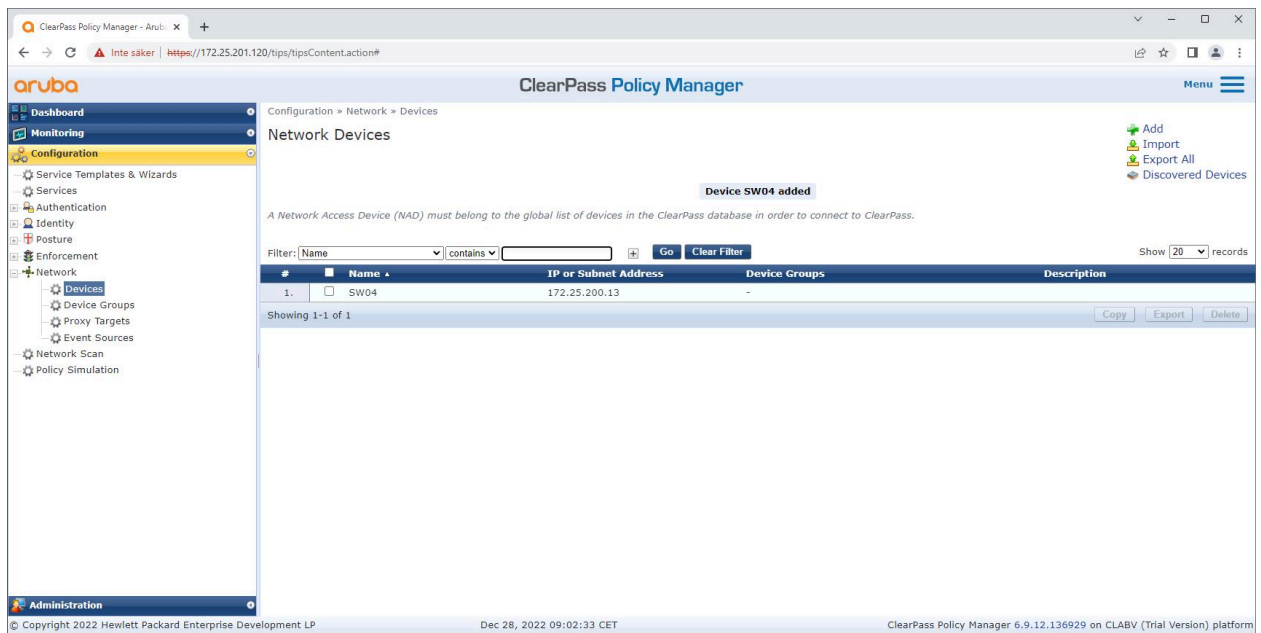 ClearPass Policy Manager - Arub
Inte säker | https://172.25.201.120/tips/tipsContent.action#
aruba
ClearPass Policy Manager
Menu
Dashboard
Monitoring
Configuration
Service Templates & Wizards
Services
Authentication
Identity
Posture
Enforcement
Network
Devices
Device Groups
Proxy Targets
Event Sources
Network Scan
Policy Simulation
Administration
Configuration » Network » Devices
Network Devices
Add
Import
Export All
Discovered Devices
Device SW04 added
A Network Access Device (NAD) must belong to the global list of devices in the ClearPass database in order to connect to ClearPass.
Filter: Name contains + Go Clear Filter Show 20 records
# Name IP or Subnet Address Device Groups Description
1. SW04 172.25.200.13 -
Showing 1-1 of 1 Copy Export Delete
© Copyright 2022 Hewlett Packard Enterprise Development LP Dec 28, 2022 09:02:33 CET ClearPass Policy Manager 6.9.12.136929 on CLABV (Trial Version) platform